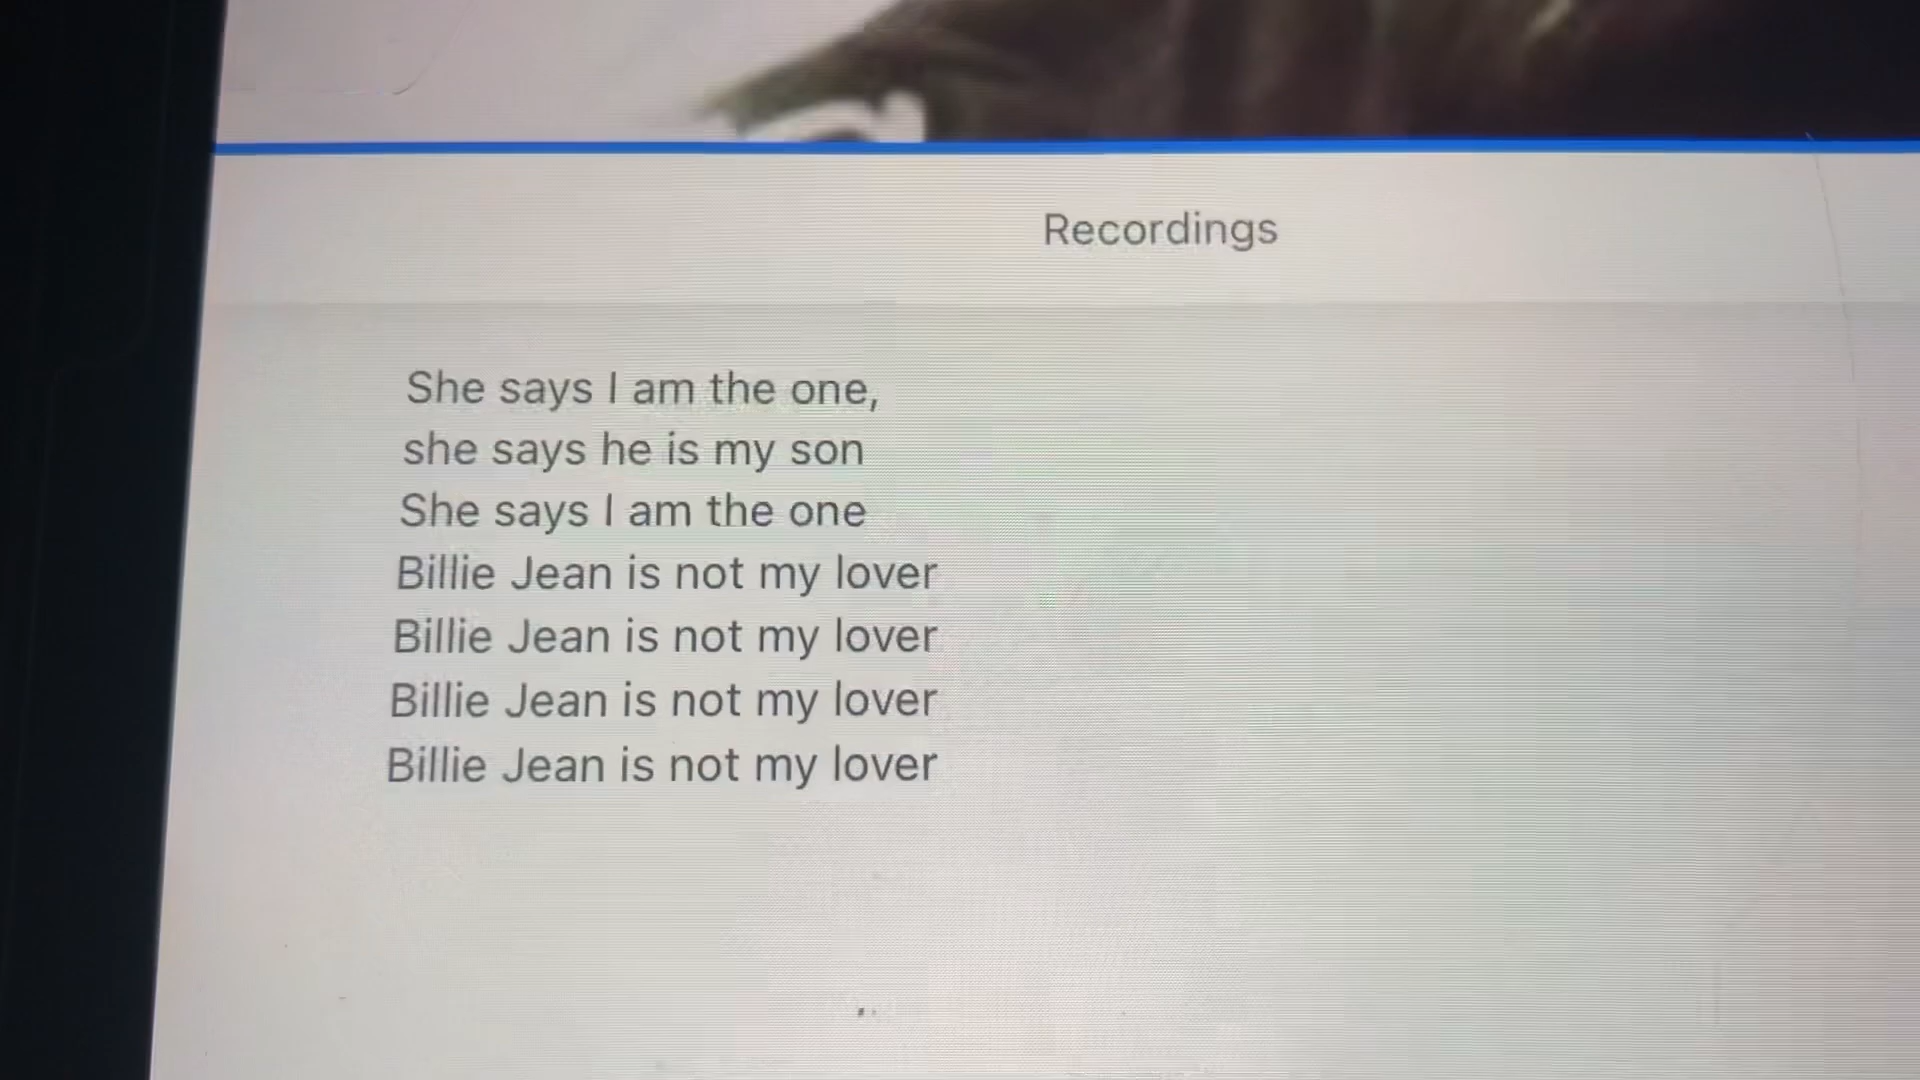 Recordings
She says I am the one,
she says he is my son
She says I am the one
Billie Jean is not my lover
Billie Jean is not my lover
Billie Jean is not my lover
Billie Jean is not my lover